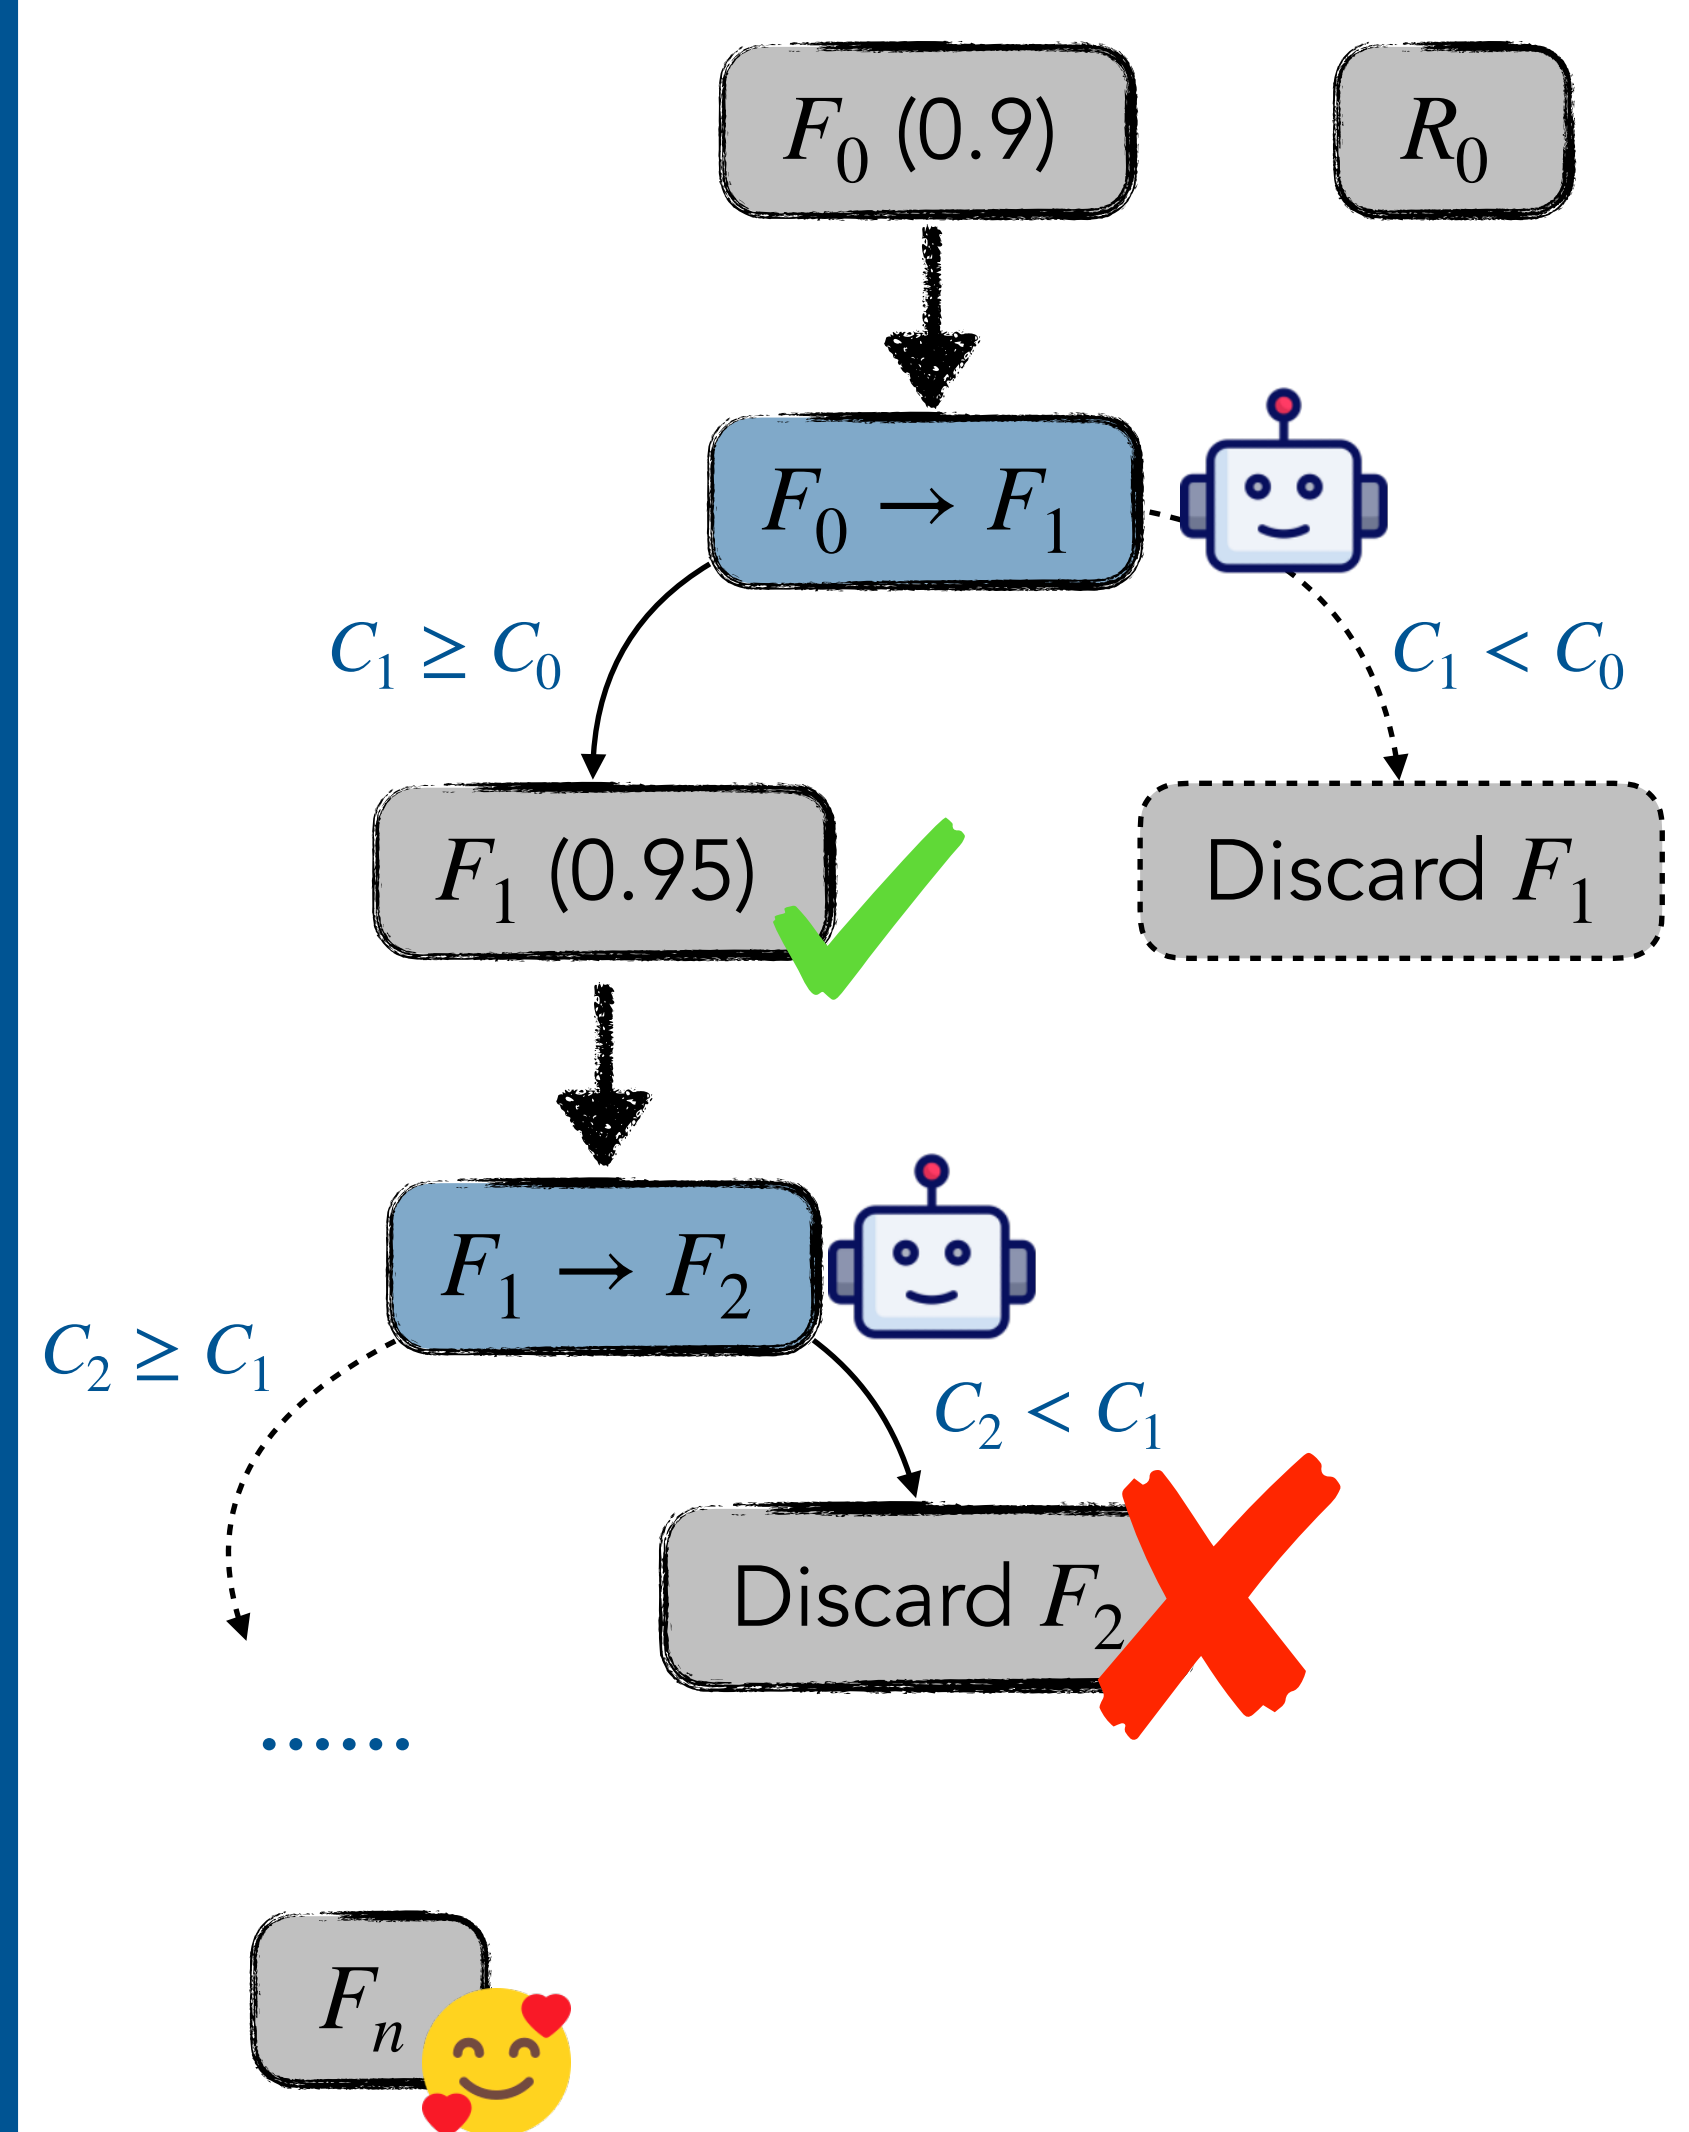 F₀ (0.9)
R₀
F₀ → F₁
C₁ ≥ C₀
C₁ < C₀
F₁ (0.95)
Discard F₁
F₁ → F₂
C₂ ≥ C₁
C₂ < C₁
Discard F₂
......
Fₙ